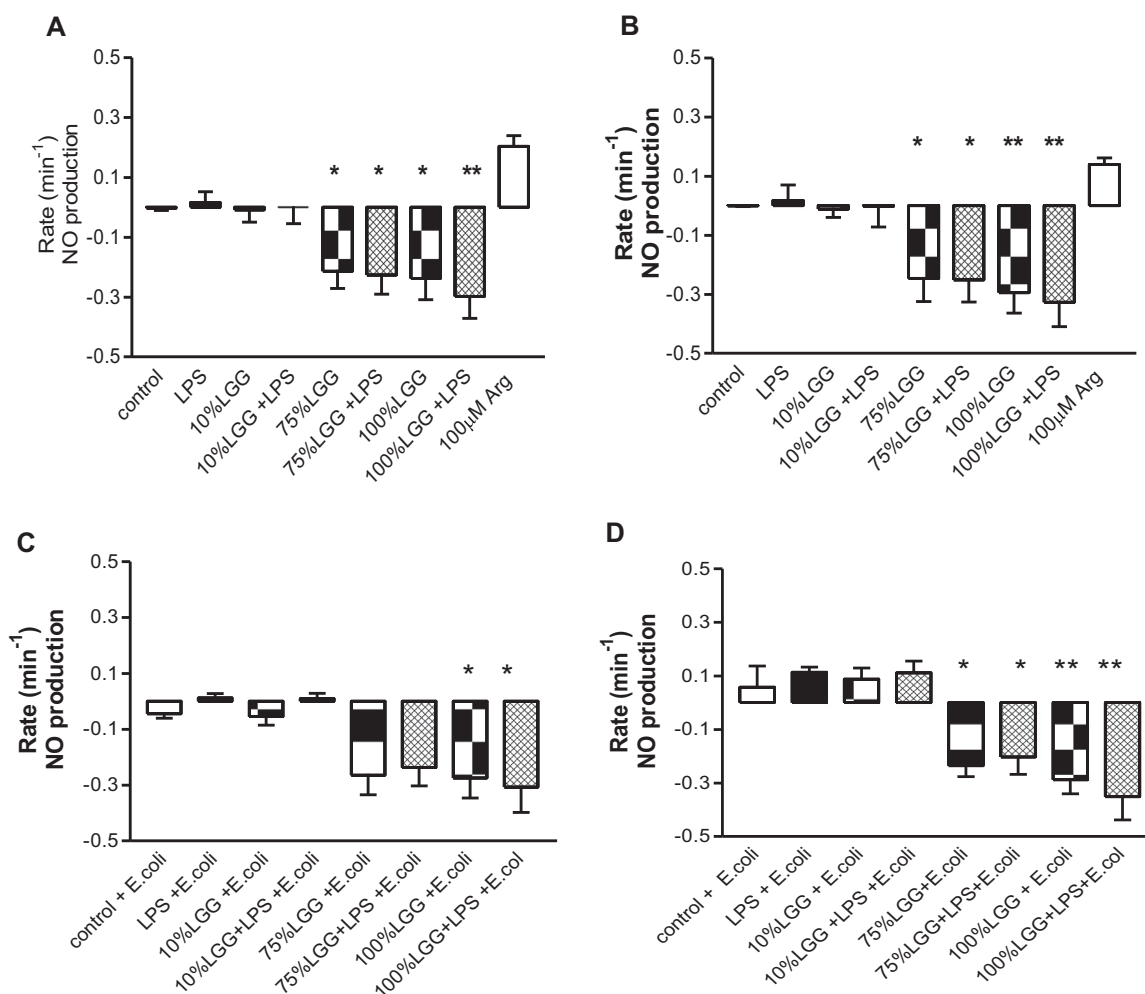 A
Rate (min-1)
NO production
0.5
0.3
0.1
-0.1
-0.3
-0.5
* * * **
control
LPS
10%LGG
10%LGG +LPS
75%LGG
75%LGG +LPS
100%LGG
100%LGG +LPS
100μM Arg
B
Rate (min-1)
NO production
0.5
0.3
0.1
-0.1
-0.3
-0.5
* * ** **
control
LPS
10%LGG
10%LGG +LPS
75%LGG
75%LGG +LPS
100%LGG
100%LGG +LPS
100μM Arg
C
Rate (min-1)
NO production
0.5
0.3
0.1
-0.1
-0.3
-0.5
* *
control + E.coli
LPS +E.coli
10%LGG +E.coli
10%LGG+LPS +E.coli
75%LGG +E.coli
75%LGG+LPS +E.coli
100%LGG + E.coli
100%LGG+LPS +E.col
D
Rate (min-1)
NO production
0.5
0.3
0.1
-0.1
-0.3
-0.5
* * ** **
control + E.coli
LPS + E.coli
10%LGG + E.coli
10%LGG +LPS +E.coli
75%LGG+E.coli
75%LGG+LPS+E.coli
100%LGG + E.coli
100%LGG+LPS+E.col